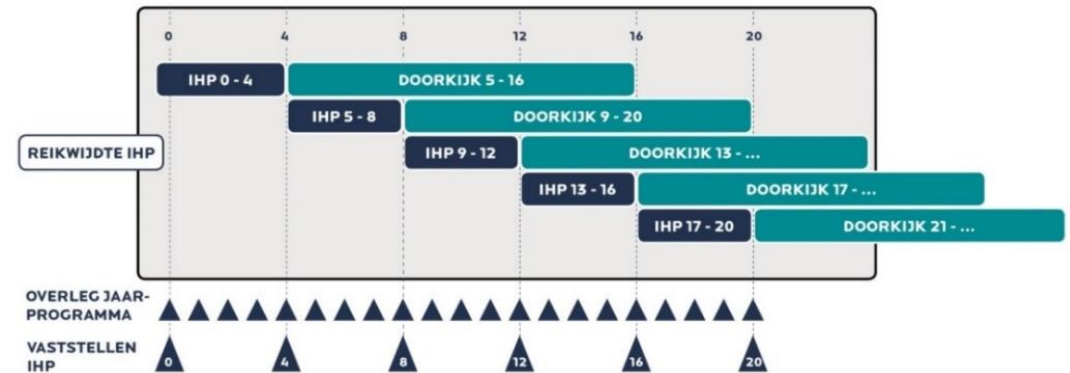 0 4 8 12 16 20
IHP 0 - 4 DOORKIJK 5 - 16
IHP 5 - 8 DOORKIJK 9 - 20
REIKWIJDTE IHP IHP 9 - 12 DOORKIJK 13 - ...
IHP 13 - 16 DOORKIJK 17 - ...
IHP 17 - 20 DOORKIJK 21 - ...
OVERLEG JAAR-
PROGRAMMA
VASTSTELLEN
IHP
0 4 8 12 16 20